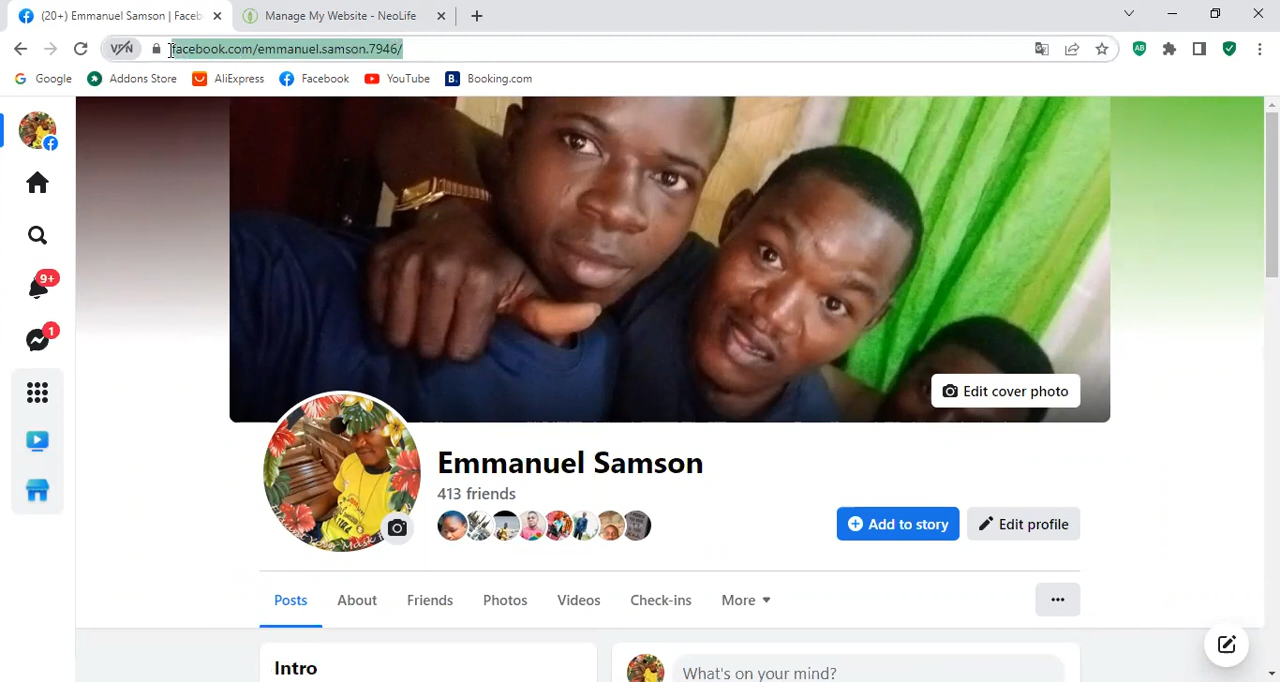 (20+) Emmanuel Samson | Faceb
Manage My Website - NeoLife
VPN
facebook.com/emmanuel.samson.7946/
Google
Addons Store
AliExpress
Facebook
YouTube
B.
Booking.com
9+
1
Edit cover photo
Emmanuel Samson
413 friends
Add to story
Edit profile
Posts
About
Friends
Photos
Videos
Check-ins
More
Intro
What's on your mind?